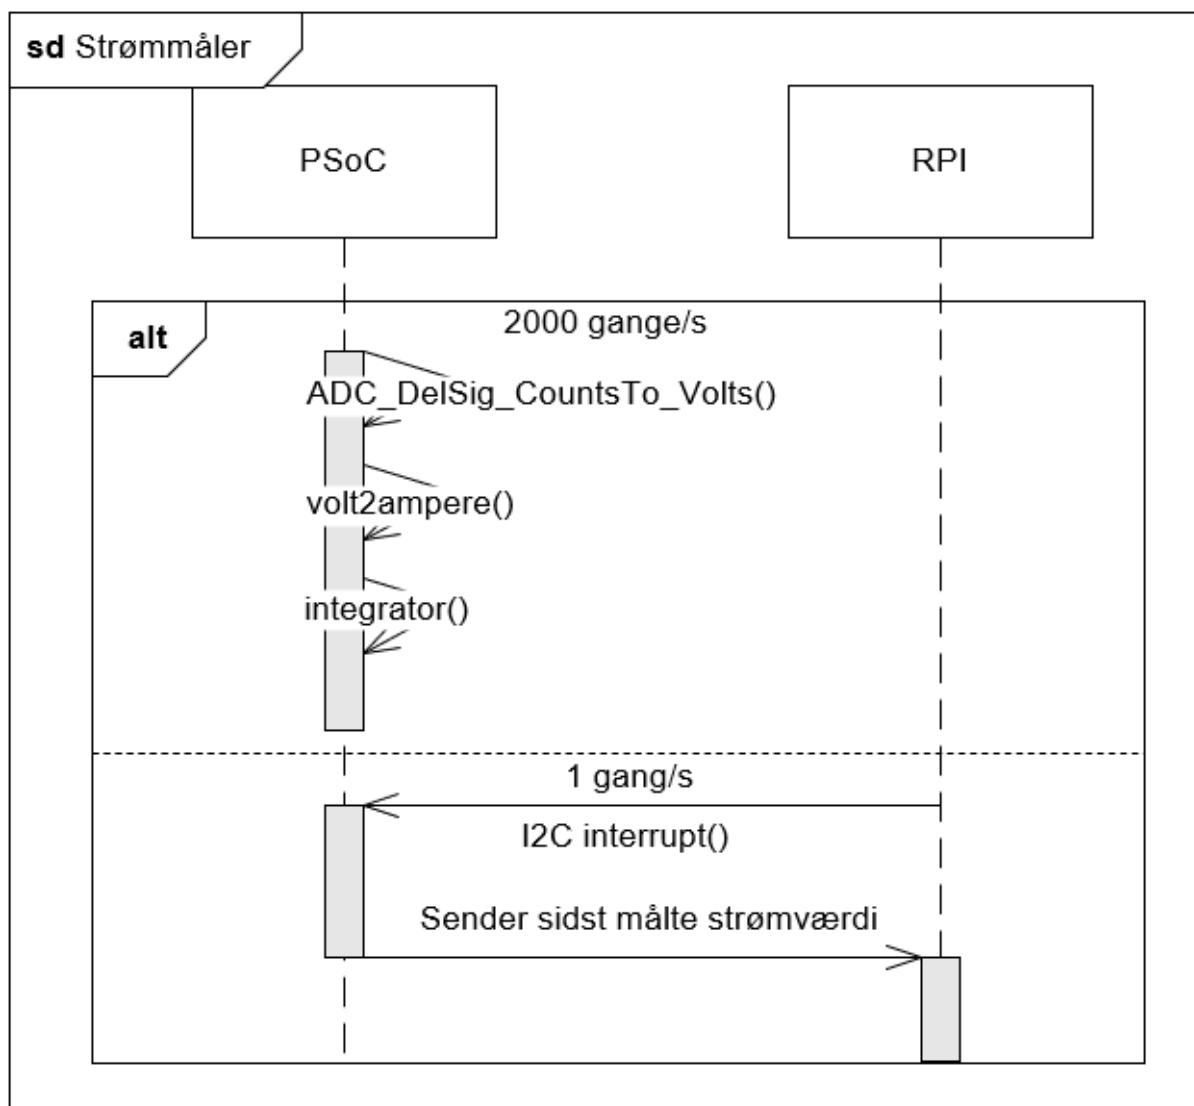 sd Strømmåler
PSoC
RPI
alt
2000 gange/s
ADC_DelSig_CountsTo_Volts()
volt2ampere()
integrator()
1 gang/s
I2C interrupt()
Sender sidst målte strømværdi